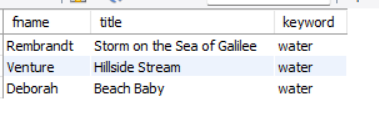 fname title keyword
Rembrandt Storm on the Sea of Galilee water
Venture Hillside Stream water
Deborah Beach Baby water